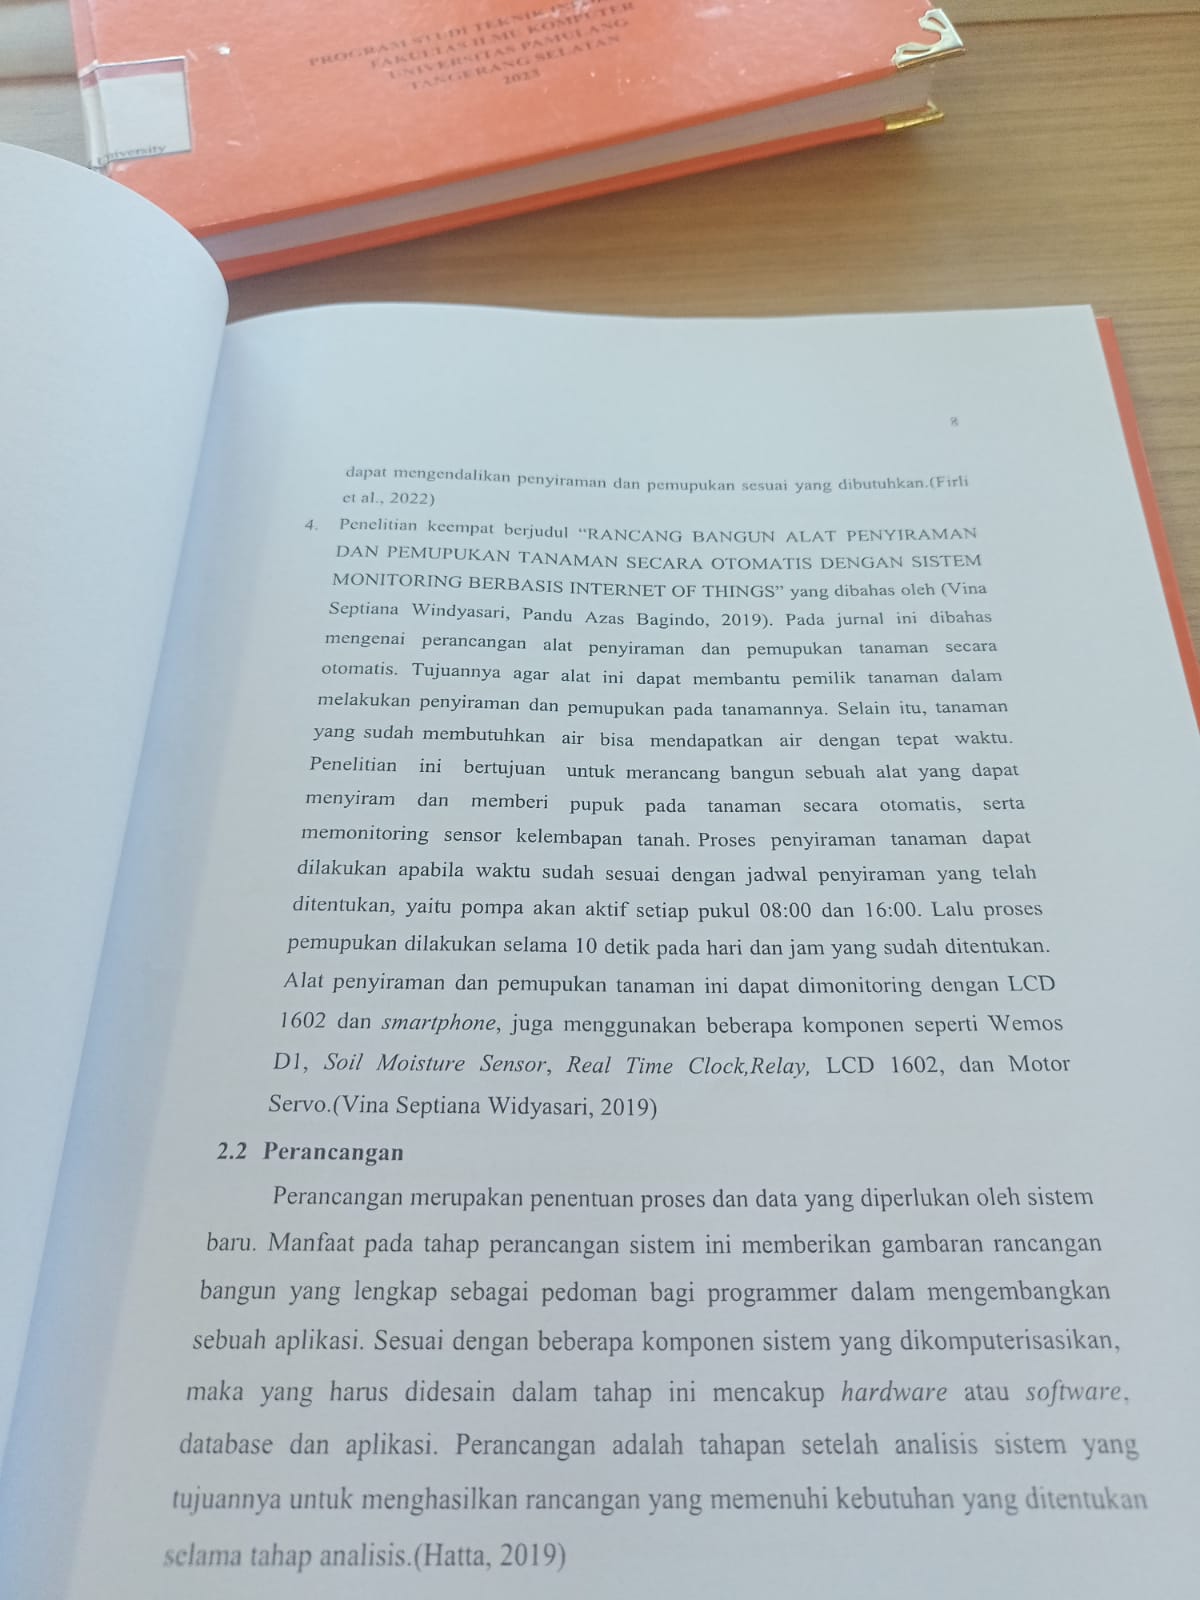 PROGRAM STUDI TEKNIK
FAKULTAS ILMU KOMPUTER
UNIVERSITAS PAMULANG
TANGERANG SELATAN
2023
University
8
dapat mengendalikan penyiraman dan pemupukan sesuai yang dibutuhkan.(Firli
et al., 2022)
4. Penelitian keempat berjudul “RANCANG BANGUN ALAT PENYIRAMAN
DAN PEMUPUKAN TANAMAN SECARA OTOMATIS DENGAN SISTEM
MONITORING BERBASIS INTERNET OF THINGS” yang dibahas oleh (Vina
Septiana Windyasari, Pandu Azas Bagindo, 2019). Pada jurnal ini dibahas
mengenai perancangan alat penyiraman dan pemupukan tanaman secara
otomatis. Tujuannya agar alat ini dapat membantu pemilik tanaman dalam
melakukan penyiraman dan pemupukan pada tanamannya. Selain itu, tanaman
yang sudah membutuhkan air bisa mendapatkan air dengan tepat waktu.
Penelitian ini bertujuan untuk merancang bangun sebuah alat yang dapat
menyiram dan memberi pupuk pada tanaman secara otomatis, serta
memonitoring sensor kelembapan tanah. Proses penyiraman tanaman dapat
dilakukan apabila waktu sudah sesuai dengan jadwal penyiraman yang telah
ditentukan, yaitu pompa akan aktif setiap pukul 08:00 dan 16:00. Lalu proses
pemupukan dilakukan selama 10 detik pada hari dan jam yang sudah ditentukan.
Alat penyiraman dan pemupukan tanaman ini dapat dimonitoring dengan LCD
1602 dan smartphone, juga menggunakan beberapa komponen seperti Wemos
D1, Soil Moisture Sensor, Real Time Clock,Relay, LCD 1602, dan Motor
Servo.(Vina Septiana Widyasari, 2019)
2.2 Perancangan
Perancangan merupakan penentuan proses dan data yang diperlukan oleh sistem
baru. Manfaat pada tahap perancangan sistem ini memberikan gambaran rancangan
bangun yang lengkap sebagai pedoman bagi programmer dalam mengembangkan
sebuah aplikasi. Sesuai dengan beberapa komponen sistem yang dikomputerisasikan,
maka yang harus didesain dalam tahap ini mencakup hardware atau software,
database dan aplikasi. Perancangan adalah tahapan setelah analisis sistem yang
tujuannya untuk menghasilkan rancangan yang memenuhi kebutuhan yang ditentukan
selama tahap analisis.(Hatta, 2019)